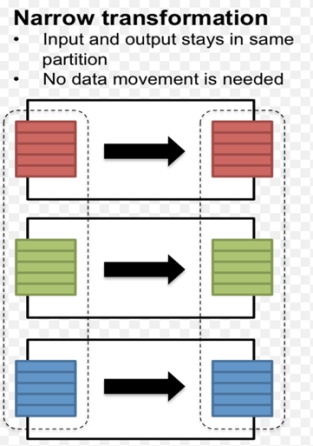 Narrow transformation
• Input and output stays in same
partition
• No data movement is needed